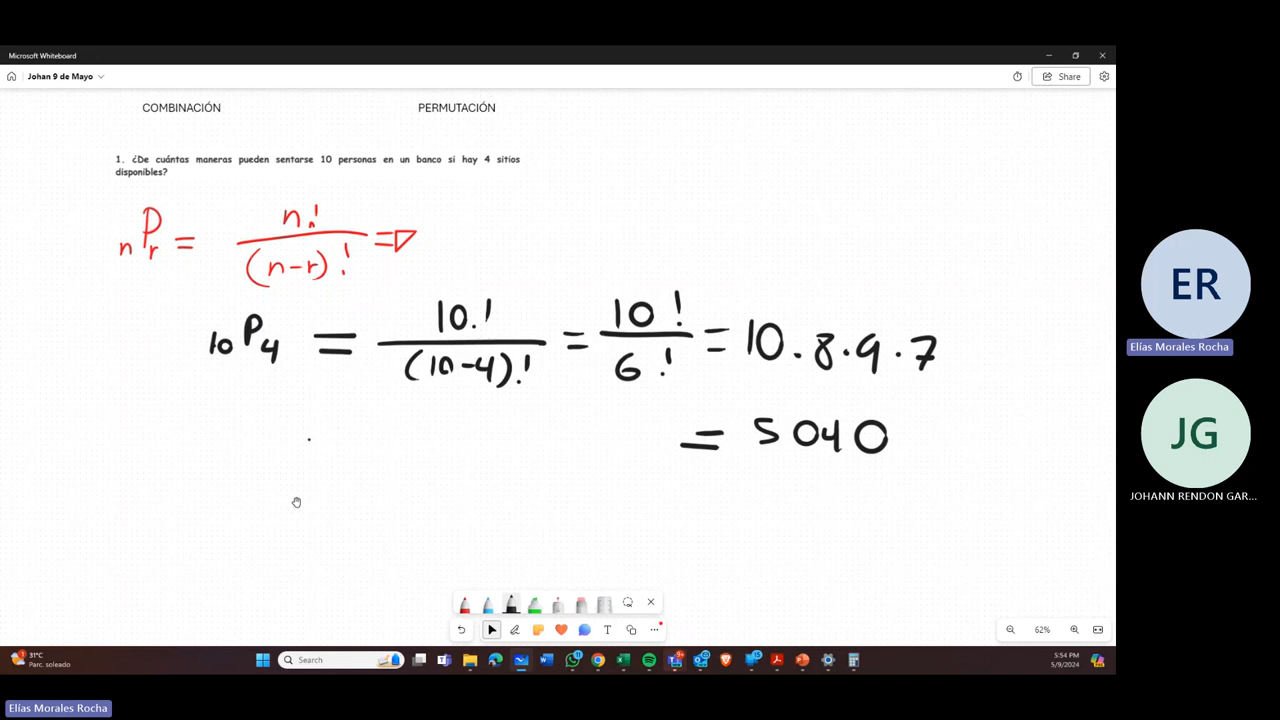 Microsoft Whiteboard
Johan 9 de Mayo
Share
COMBINACIÓN PERMUTACIÓN
1. ¿De cuántas maneras pueden sentarse 10 personas en un banco si hay 4 sitios
disponibles?
nPr = n! / (n-r)! =>
10P4 = 10.! / (10-4)! = 10! / 6! = 10.8.9.7
= 5040
ER
Elías Morales Rocha
JG
JOHANN RENDON GAR...
62%
31°C
Parc. soleado
Search
5:54 PM
5/9/2024
Elías Morales Rocha